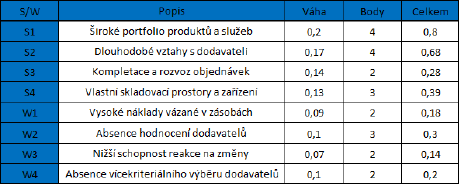 S/W Popis Váha Body Celkem
S1 Široké portfolio produktů a služeb 0,2 4 0,8
S2 Dlouhodobé vztahy s dodavateli 0,17 4 0,68
S3 Kompletace a rozvoz objednávek 0,14 2 0,28
S4 Vlastní skladovací prostory a zařízení 0,13 3 0,39
W1 Vysoké náklady vázané v zásobách 0,09 2 0,18
W2 Absence hodnocení dodavatelů 0,1 3 0,3
W3 Nižší schopnost reakce na změny 0,07 2 0,14
W4 Absence vícekriteriálního výběru dodavatelů 0,1 2 0,2